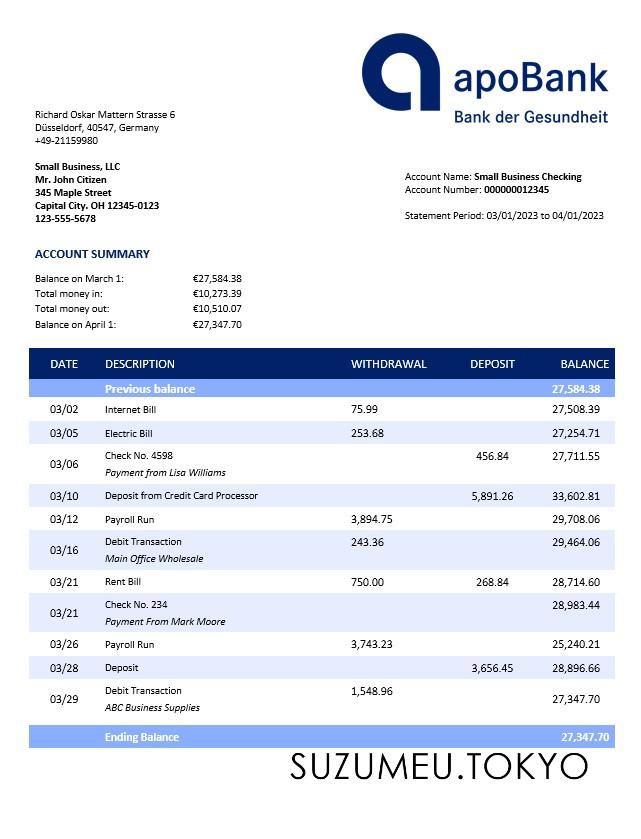 apoBank
Bank der Gesundheit
Richard Oskar Mattern Strasse 6
Düsseldorf, 40547, Germany
+49-21159980
Small Business, LLC
Mr. John Citizen
345 Maple Street
Capital City. OH 12345-0123
123-555-5678
Account Name: Small Business Checking
Account Number: 000000012345
Statement Period: 03/01/2023 to 04/01/2023
ACCOUNT SUMMARY
Balance on March 1: €27,584.38
Total money in: €10,273.39
Total money out: €10,510.07
Balance on April 1: €27,347.70
DATE DESCRIPTION WITHDRAWAL DEPOSIT BALANCE
Previous balance 27,584.38
03/02 Internet Bill 75.99 27,508.39
03/05 Electric Bill 253.68 27,254.71
03/06 Check No. 4598 456.84 27,711.55
Payment from Lisa Williams
03/10 Deposit from Credit Card Processor 5,891.26 33,602.81
03/12 Payroll Run 3,894.75 29,708.06
03/16 Debit Transaction 243.36 29,464.06
Main Office Wholesale
03/21 Rent Bill 750.00 268.84 28,714.60
03/21 Check No. 234 28,983.44
Payment From Mark Moore
03/26 Payroll Run 3,743.23 25,240.21
03/28 Deposit 3,656.45 28,896.66
03/29 Debit Transaction 1,548.96 27,347.70
ABC Business Supplies
Ending Balance 27,347.70
SUZUMEU.TOKYO